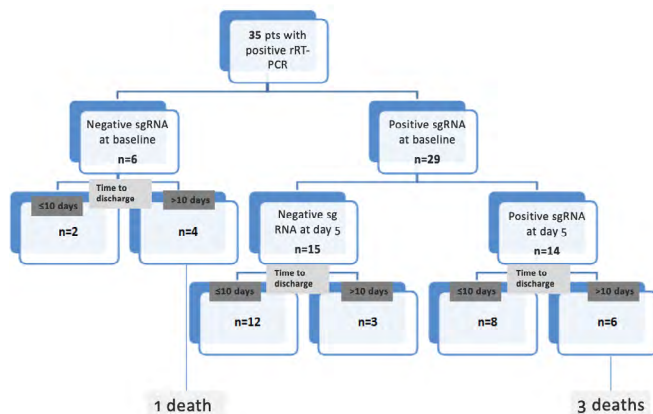 35 pts with
positive rRT-
PCR
Negative sgRNA
at baseline
n=6
Positive sgRNA
at baseline
n=29
Time to
discharge
≤10 days
>10 days
n=2
n=4
Negative sg
RNA at day 5
n=15
Positive sgRNA
at day 5
n=14
Time to
discharge
≤10 days
>10 days
n=12
n=3
Time to
discharge
≤10 days
>10 days
n=8
n=6
1 death
3 deaths